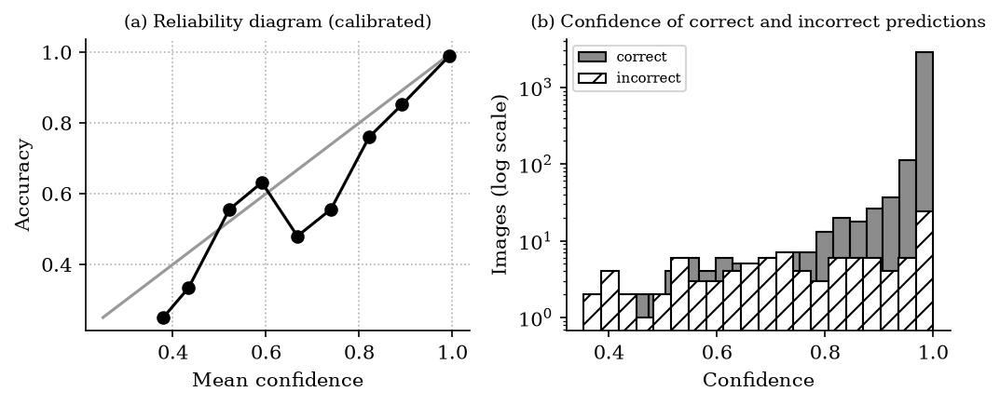 (a) Reliability diagram (calibrated)
1.0
0.8
0.6
0.4
Accuracy
0.4 0.6 0.8 1.0
Mean confidence
(b) Confidence of correct and incorrect predictions
correct
incorrect
10³
10²
10¹
10⁰
Images (log scale)
0.4 0.6 0.8 1.0
Confidence